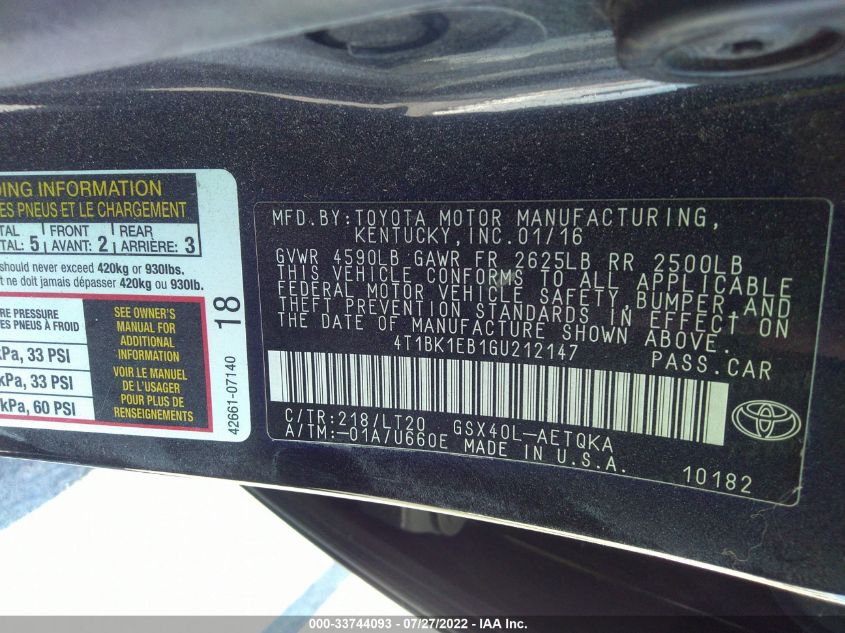 DING INFORMATION
ES PNEUS ET LE CHARGEMENT
TAL: 5 FRONT AVANT: 2 REAR ARRIÈRE: 3
should never exceed 420kg or 930lbs.
t ne doit jamais dépasser 420kg ou 930lb.
RE PRESSURE
ES PNEUS À FROID
kPa, 33 PSI
kPa, 33 PSI
kPa, 60 PSI
SEE OWNER'S
MANUAL FOR
ADDITIONAL
INFORMATION
VOIR LE MANUEL
DE L'USAGER
POUR PLUS DE
RENSEIGNEMENTS
42661-07140 18
MFD.BY:TOYOTA MOTOR MANUFACTURING,
KENTUCKY,INC.01/16
GVWR 4590LB GAWR FR 2625LB RR 2500LB
THIS VEHICLE CONFORMS TO ALL APPLICABLE
FEDERAL MOTOR VEHICLE SAFETY,BUMPER,AND
THEFT PREVENTION STANDARDS IN EFFECT ON
THE DATE OF MANUFACTURE SHOWN ABOVE.
4T1BK1EB1GU212147 PASS.CAR
C/TR:218/LT20 GSX40L-AETQKA
A/TM:-01A/U660E MADE IN U.S.A.
10182
000-33744093 - 07/27/2022 - IAA Inc.